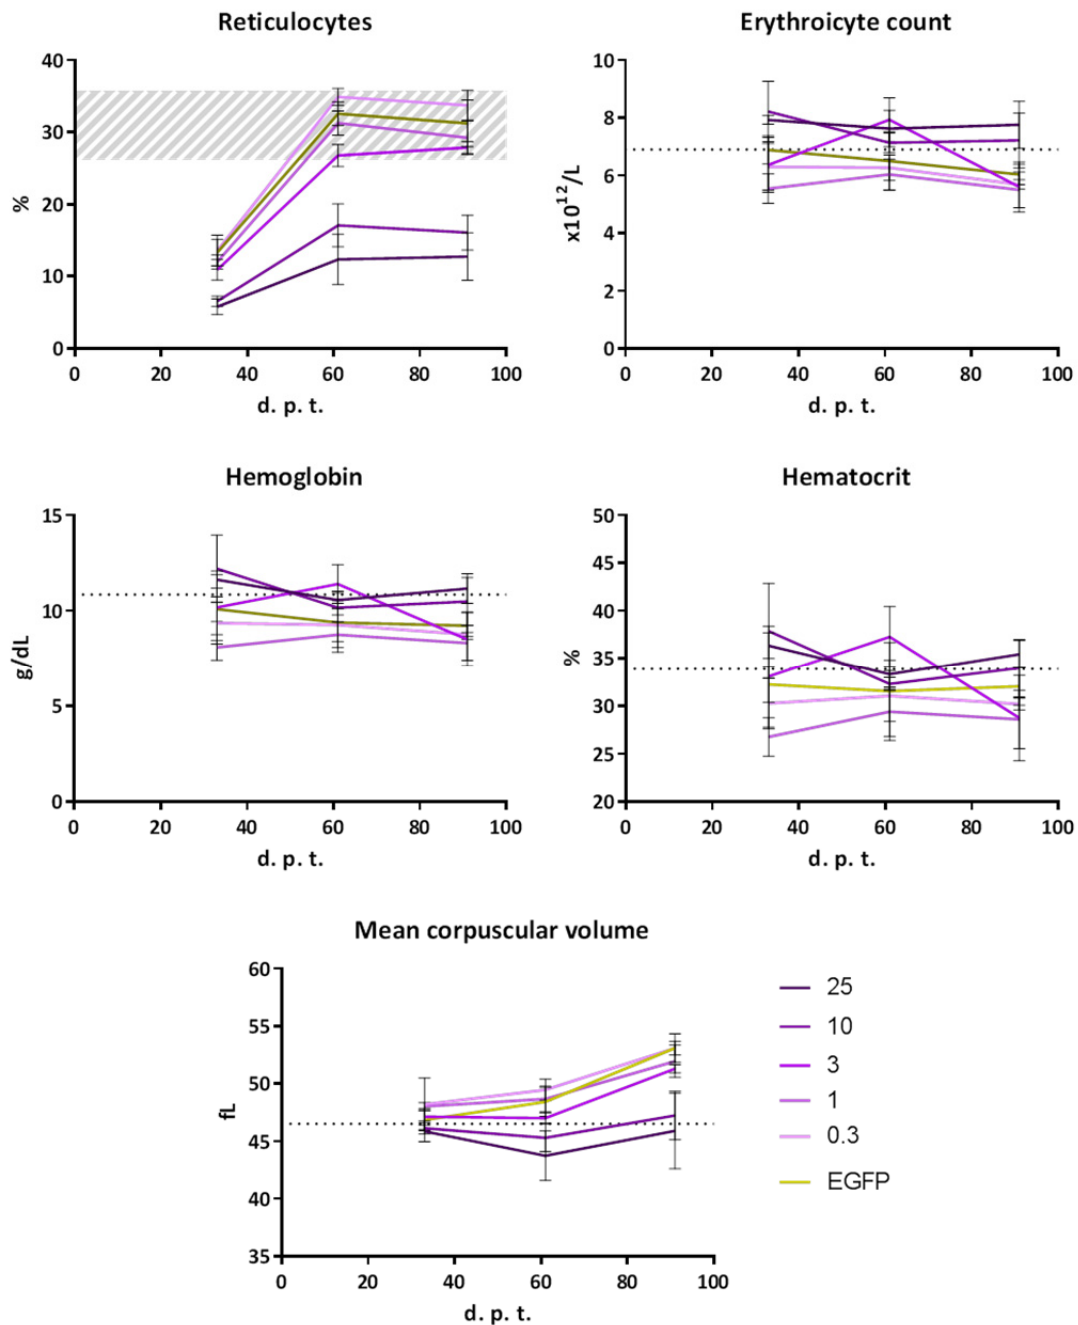 Reticulocytes
40
30
20
10
0
%
0 20 40 60 80 100
d. p. t.
Erythroicyte count
10
8
6
4
2
0
x10¹²/L
0 20 40 60 80 100
d. p. t.
Hemoglobin
15
10
5
0
g/dL
0 20 40 60 80 100
d. p. t.
Hematocrit
50
45
40
35
30
25
20
%
0 20 40 60 80 100
d. p. t.
Mean corpuscular volume
60
55
50
45
40
35
fL
0 20 40 60 80 100
d. p. t.
25
10
3
1
0.3
EGFP